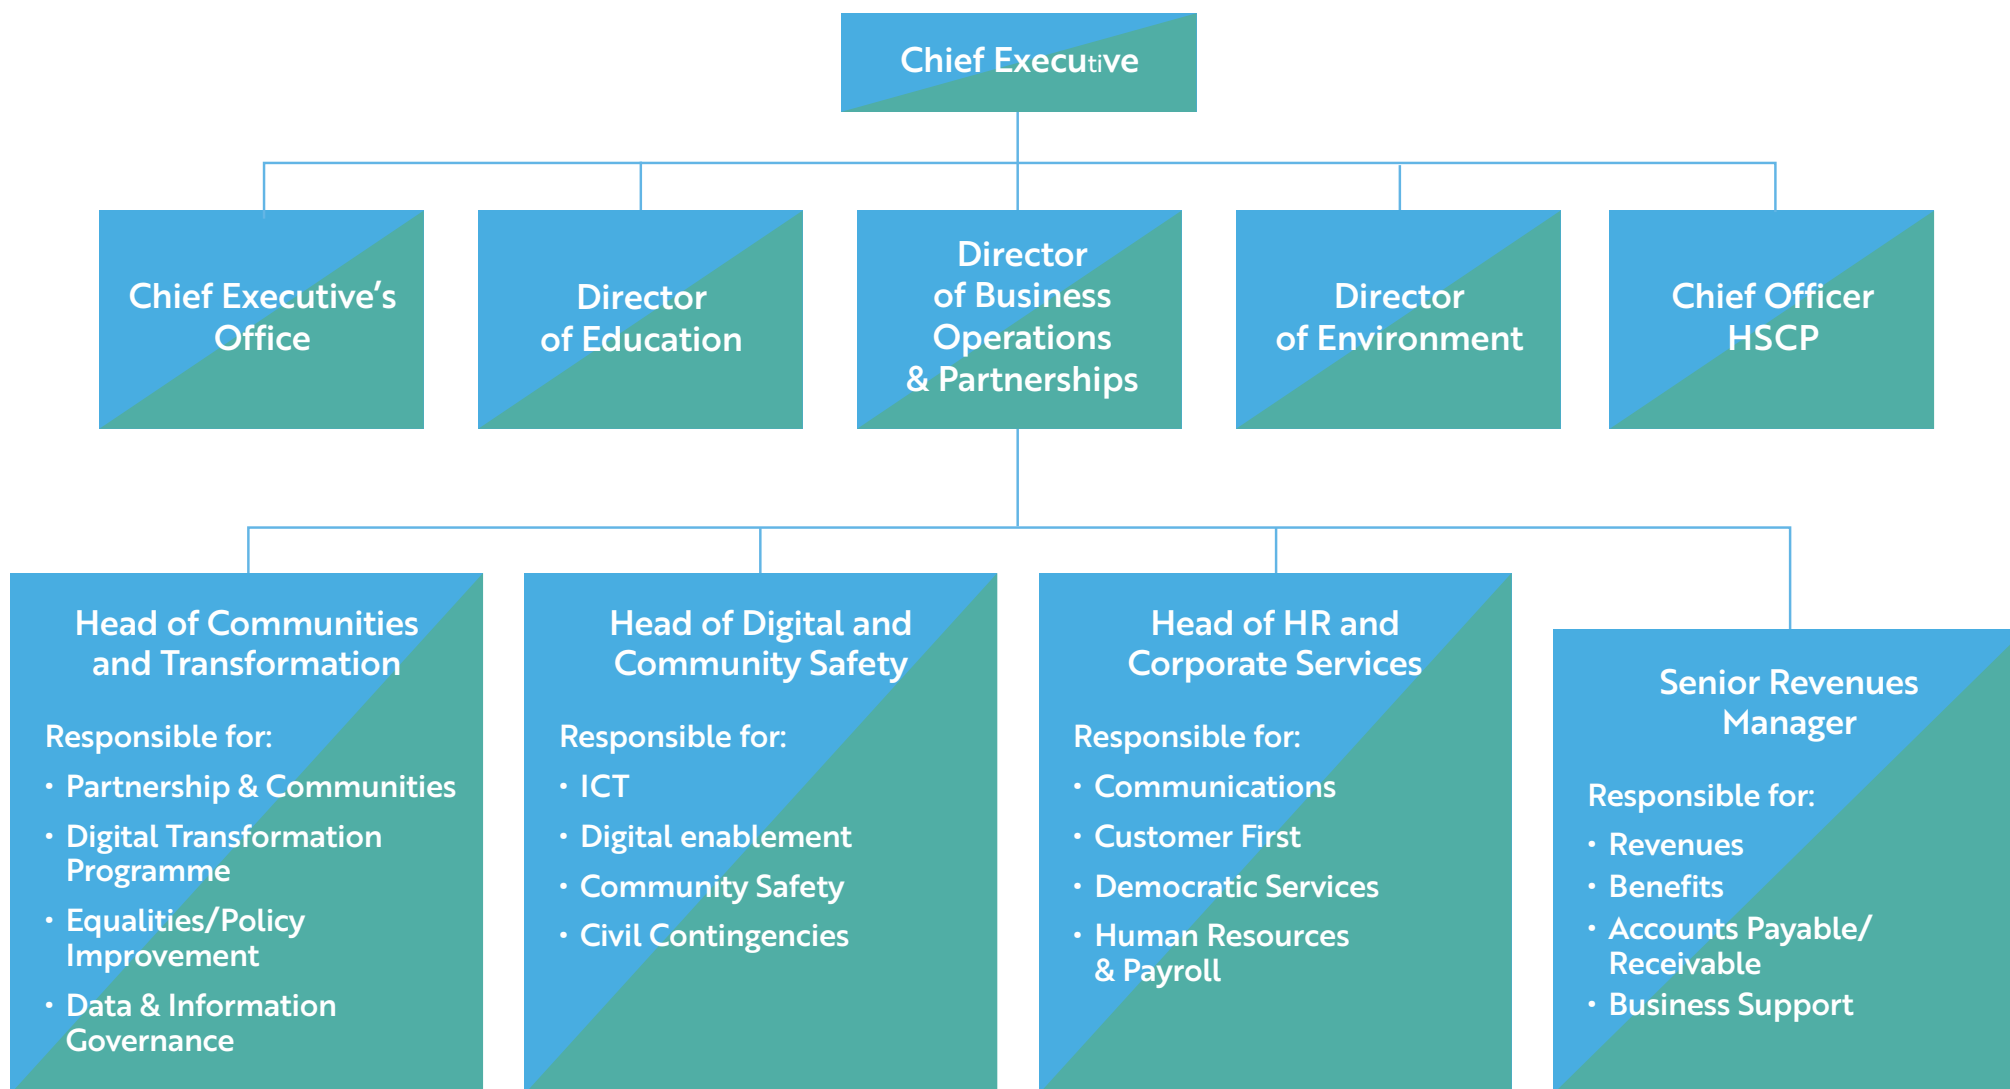 Chief Executive
Chief Executive's
Office
Director
of Education
Director
of Business
Operations
& Partnerships
Director
of Environment
Chief Officer
HSCP
Head of Communities
and Transformation
Responsible for:
• Partnership & Communities
• Digital Transformation
Programme
• Equalities/Policy
Improvement
• Data & Information
Governance
Head of Digital and
Community Safety
Responsible for:
• ICT
• Digital enablement
• Community Safety
• Civil Contingencies
Head of HR and
Corporate Services
Responsible for:
• Communications
• Customer First
• Democratic Services
• Human Resources
& Payroll
Senior Revenues
Manager
Responsible for:
• Revenues
• Benefits
• Accounts Payable/
Receivable
• Business Support